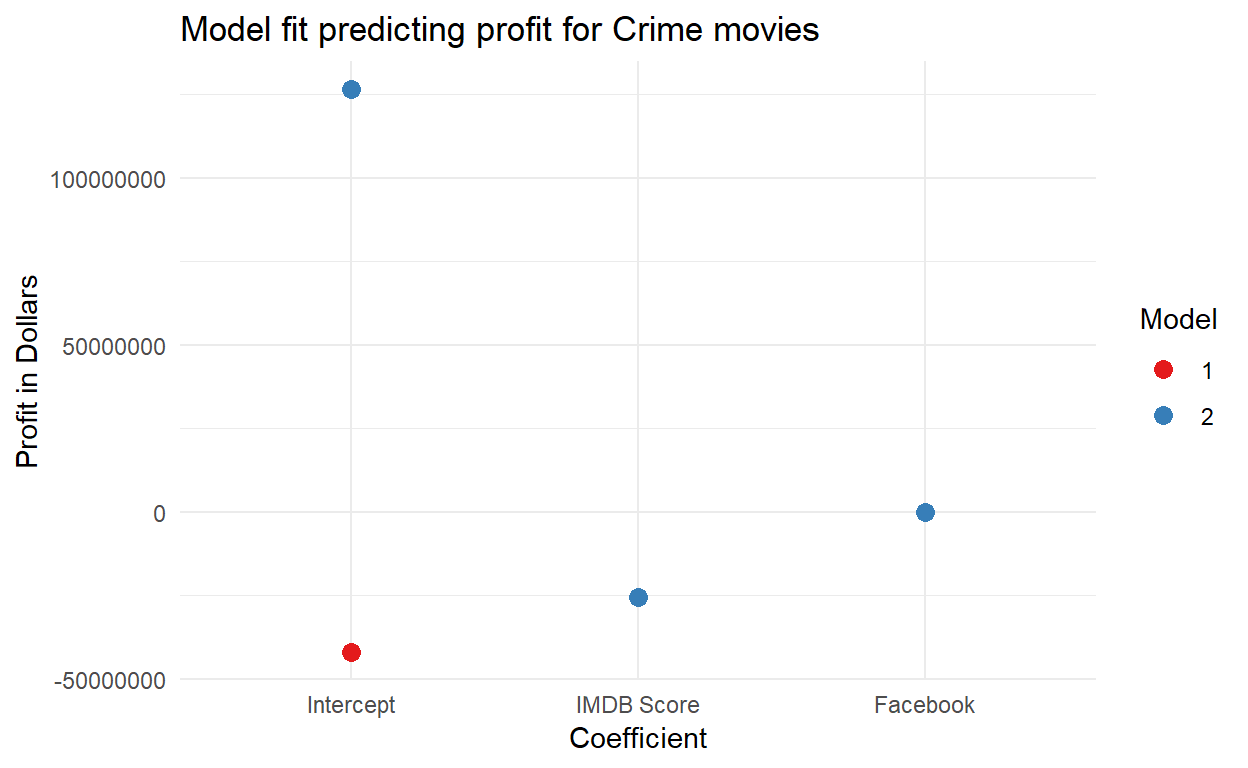 Model fit predicting profit for Crime movies
Profit in Dollars
100000000
50000000
0
-50000000
Intercept
IMDB Score
Facebook
Coefficient
Model
1
2